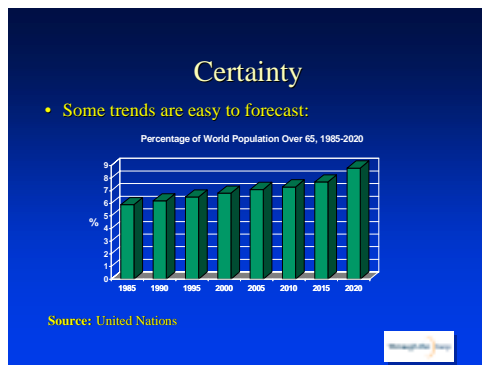 Certainty
• Some trends are easy to forecast:
Percentage of World Population Over 65, 1985-2020
9
8
7
6
5
4
3
2
1
0
%
1985 1990 1995 2000 2005 2010 2015 2020
Source: United Nations